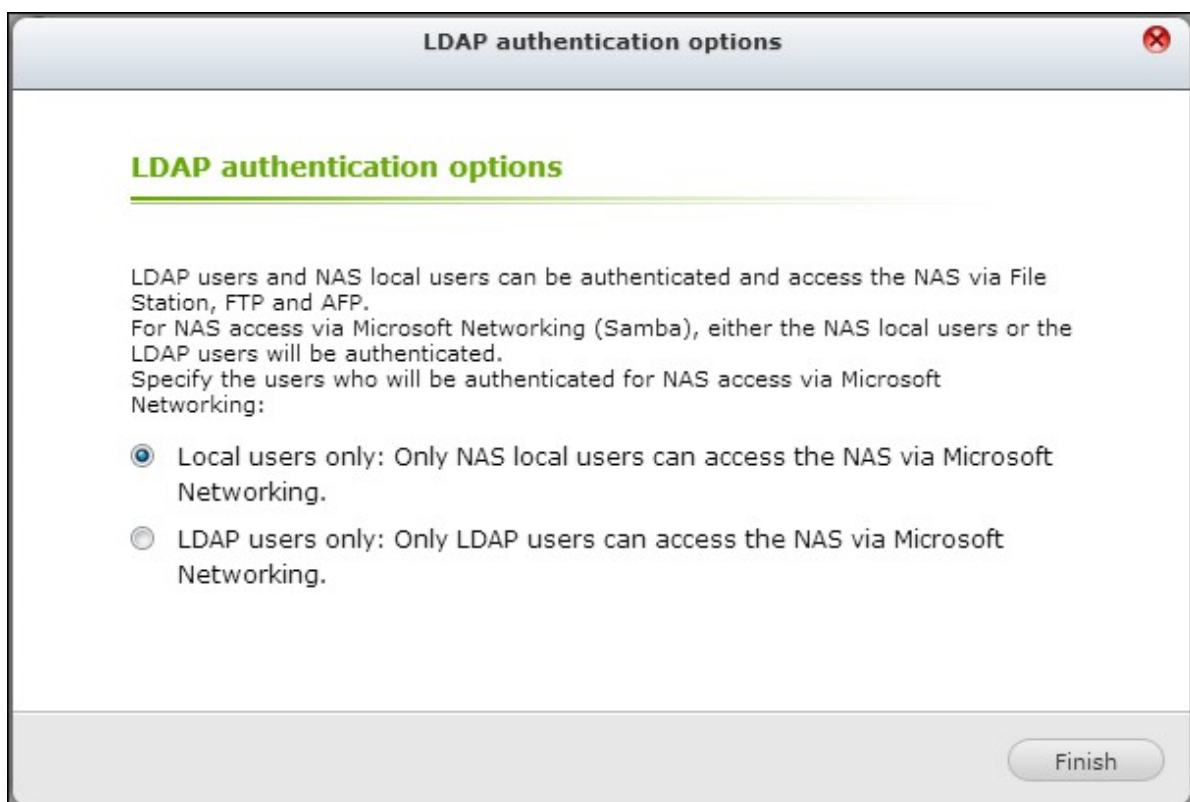 LDAP authentication options
LDAP authentication options
LDAP users and NAS local users can be authenticated and access the NAS via File
Station, FTP and AFP.
For NAS access via Microsoft Networking (Samba), either the NAS local users or the
LDAP users will be authenticated.
Specify the users who will be authenticated for NAS access via Microsoft
Networking:
Local users only: Only NAS local users can access the NAS via Microsoft
Networking.
LDAP users only: Only LDAP users can access the NAS via Microsoft
Networking.
Finish